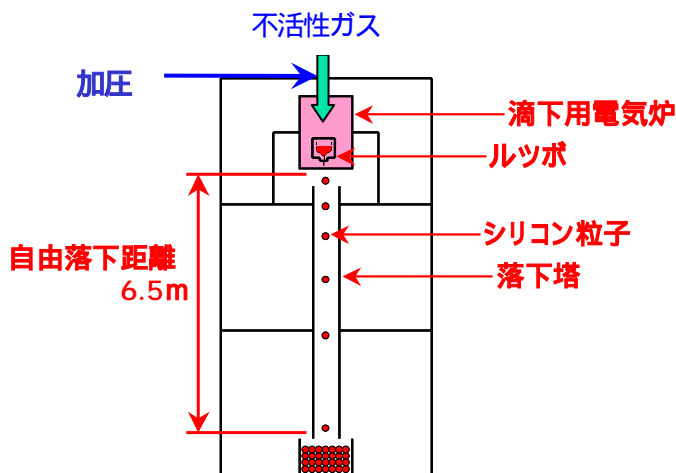 不活性ガス
加圧
滴下用電気炉
ルツボ
シリコン粒子
落下塔
自由落下距離
6.5m